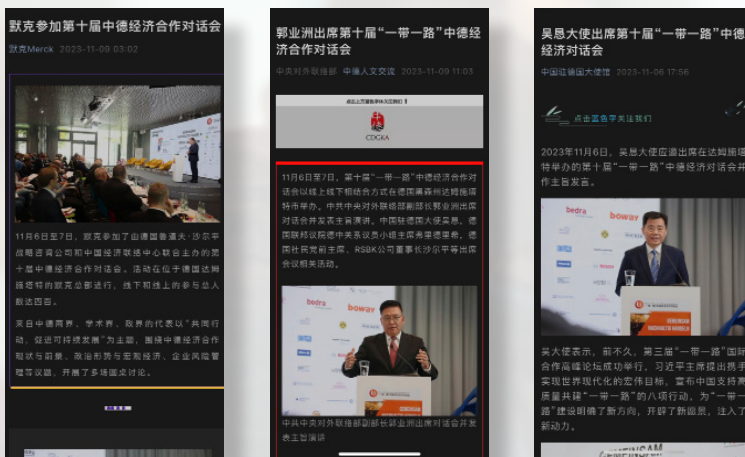 默克参加第十届中德经济合作对话会
默克Merck 2023-11-09 03:02
11月6日至7日，默克参加了由德国鲁道夫·沙尔平
战略咨询公司和中国经济联络中心联合主办的第
十届中德经济合作对话会。活动在位于德国达姆
施塔特的默克总部进行，线下和线上的参与总人
数达四百。
来自中德商界、学术界、政界的代表以“共同行
动、促进可持续发展”为主题，围绕中德经济合作
现状与前景、政治形势与宏观经济、企业风险管
理等议题，开展了多场圆桌讨论。
郭业洲出席第十届“一带一路”中德经
济合作对话会
中央对外联络部 中德人文交流 2023-11-09 11:03
点击上方蓝色字体关注我们
CDGKA
11月6日至7日，第十届“一带一路”中德经济合作对
话会以线上线下相结合方式在德国黑森州达姆施塔
特市举办。中共中央对外联络部副部长郭业洲出席
对话会并发表主旨演讲。中国驻德国大使吴恳、德
国联邦议院德中关系议员小组主席弗里德里希、德
国社民党前主席、RSBK公司董事长沙尔平等出席
会议相关活动。
bedra
boway
中共中央对外联络部副部长郭业洲出席对话会并发
表主旨演讲
吴恳大使出席第十届“一带一路”中德
经济对话会
中国驻德国大使馆 2023-11-06 17:56
点击蓝色字关注我们
2023年11月6日，吴恳大使应邀出席在达姆施塔
特举办的第十届“一带一路”中德经济对话会并
作主旨发言。
bedra
boway
GEMEINSAM
NACHHALTIG HANDELN
吴大使表示，前不久，第三届“一带一路”国际
合作高峰论坛成功举行，习近平主席提出携手
实现世界现代化的宏伟目标，宣布中国支持高
质量共建“一带一路”的八项行动，为“一带一
路”建设明确了新方向，开辟了新愿景，注入了
新动力。
GEMEINSAM